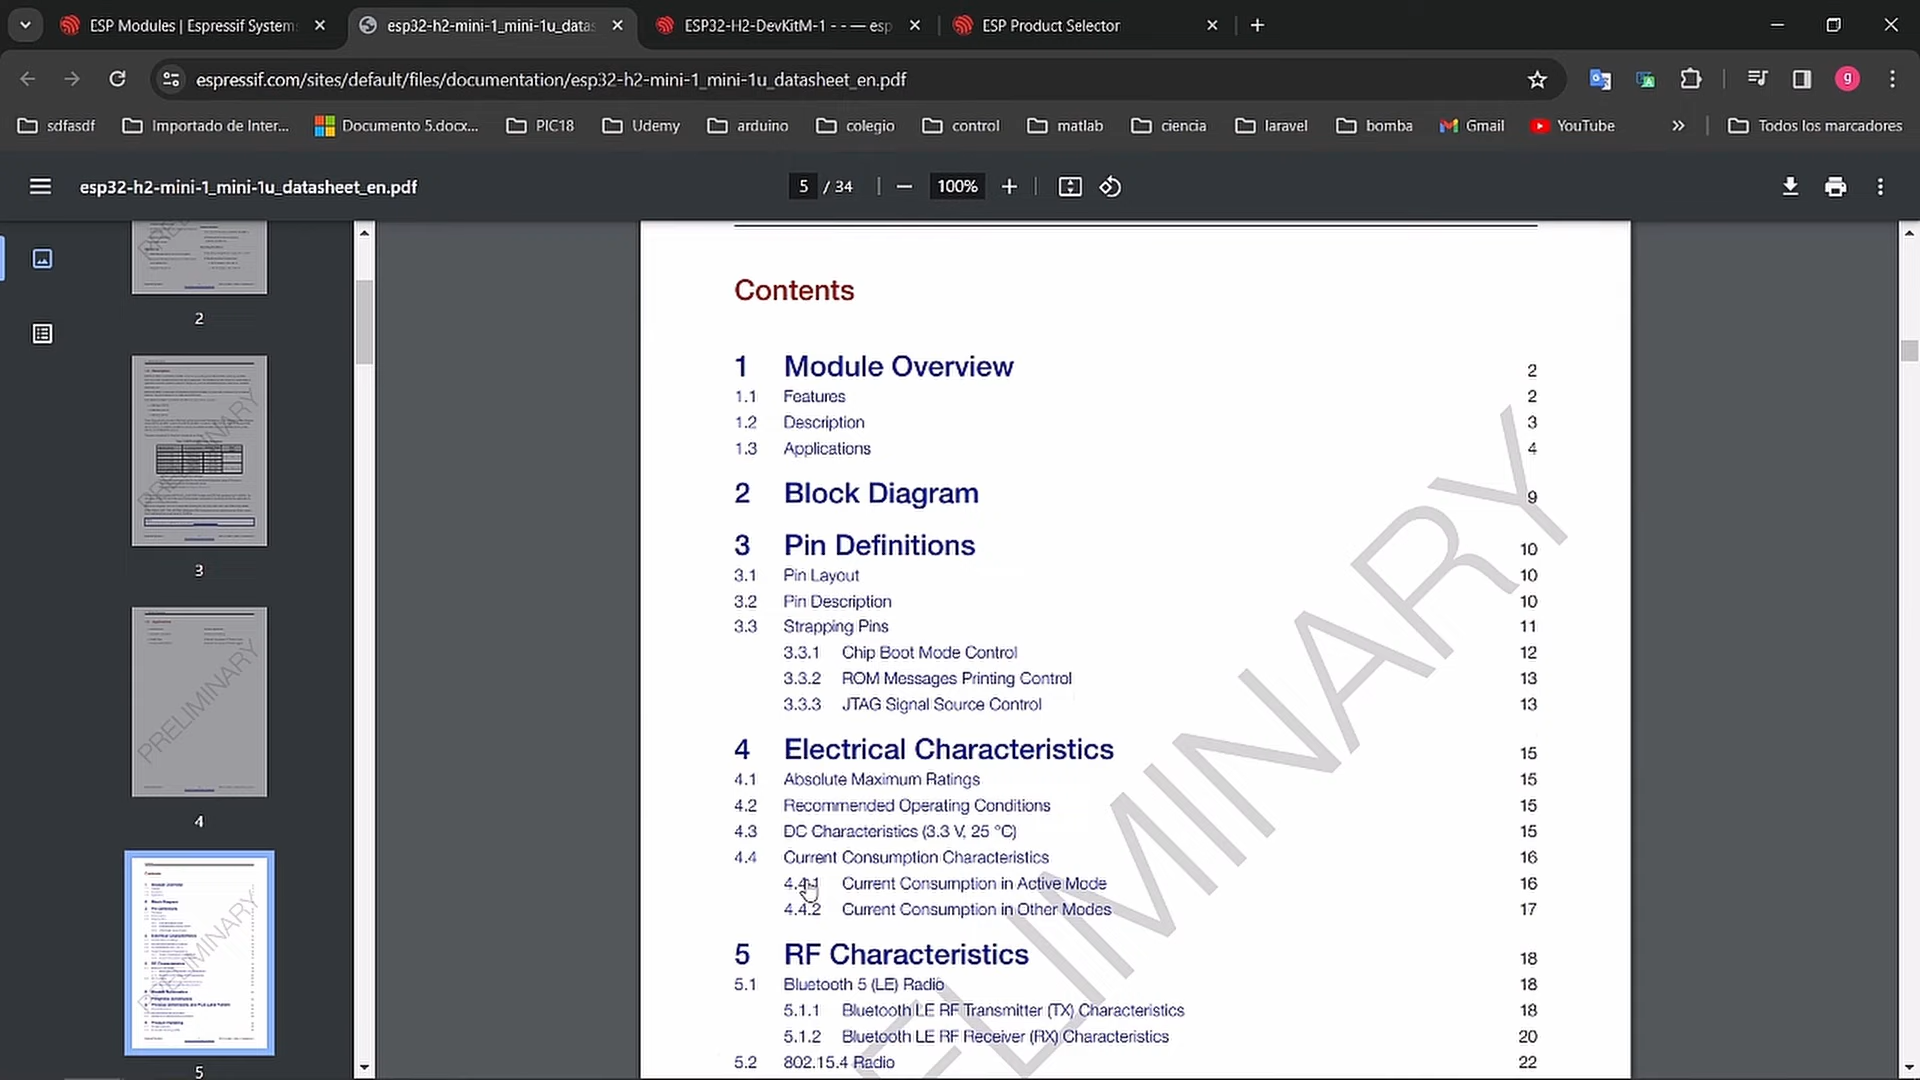 ESP Modules | Espressif System
esp32-h2-mini-1_mini-1u_datas
ESP32-H2-DevKitM-1 - - — esp
ESP Product Selector
espressif.com/sites/default/files/documentation/esp32-h2-mini-1_mini-1u_datasheet_en.pdf
g
sdfasdf
Importado de Inter...
Documento 5.docx...
PIC18
Udemy
arduino
colegio
control
matlab
ciencia
laravel
bomba
Gmail
YouTube
Todos los marcadores
esp32-h2-mini-1_mini-1u_datasheet_en.pdf
5 / 34
100%
2
3
4
5
PRELIMINARY
Contents
1 Module Overview 2
1.1 Features 2
1.2 Description 3
1.3 Applications 4
2 Block Diagram 9
3 Pin Definitions 10
3.1 Pin Layout 10
3.2 Pin Description 10
3.3 Strapping Pins 11
3.3.1 Chip Boot Mode Control 12
3.3.2 ROM Messages Printing Control 13
3.3.3 JTAG Signal Source Control 13
4 Electrical Characteristics 15
4.1 Absolute Maximum Ratings 15
4.2 Recommended Operating Conditions 15
4.3 DC Characteristics (3.3 V, 25 °C) 15
4.4 Current Consumption Characteristics 16
4.4.1 Current Consumption in Active Mode 16
4.4.2 Current Consumption in Other Modes 17
5 RF Characteristics 18
5.1 Bluetooth 5 (LE) Radio 18
5.1.1 Bluetooth LE RF Transmitter (TX) Characteristics 18
5.1.2 Bluetooth LE RF Receiver (RX) Characteristics 20
5.2 802.15.4 Radio 22